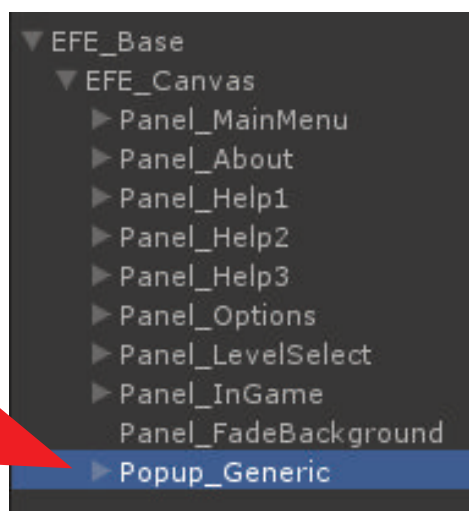 EFE_Base
EFE_Canvas
Panel_MainMenu
Panel_About
Panel_Help1
Panel_Help2
Panel_Help3
Panel_Options
Panel_LevelSelect
Panel_InGame
Panel_FadeBackground
Popup_Generic